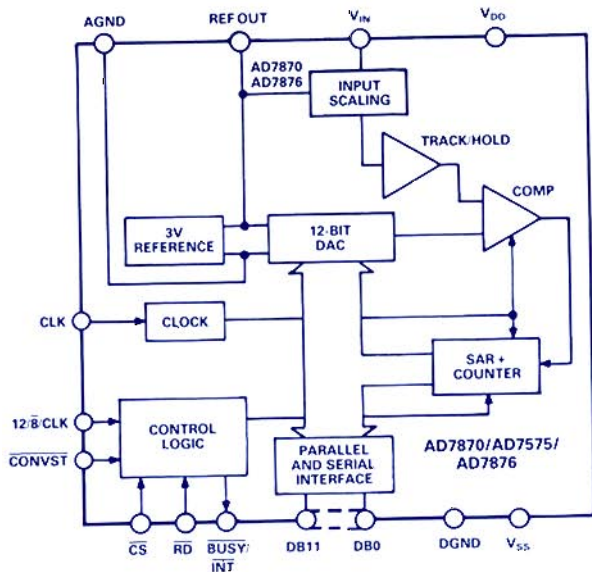 AGND
REF OUT
VIN
VDD
AD7870
AD7876
INPUT
SCALING
TRACK/HOLD
COMP
3V
REFERENCE
12-BIT
DAC
CLK
CLOCK
SAR +
COUNTER
12/8/CLK
CONVST
CONTROL
LOGIC
PARALLEL
AND SERIAL
INTERFACE
AD7870/AD7575/
AD7876
CS
RD
BUSY/
INT
DB11
DB0
DGND
VSS